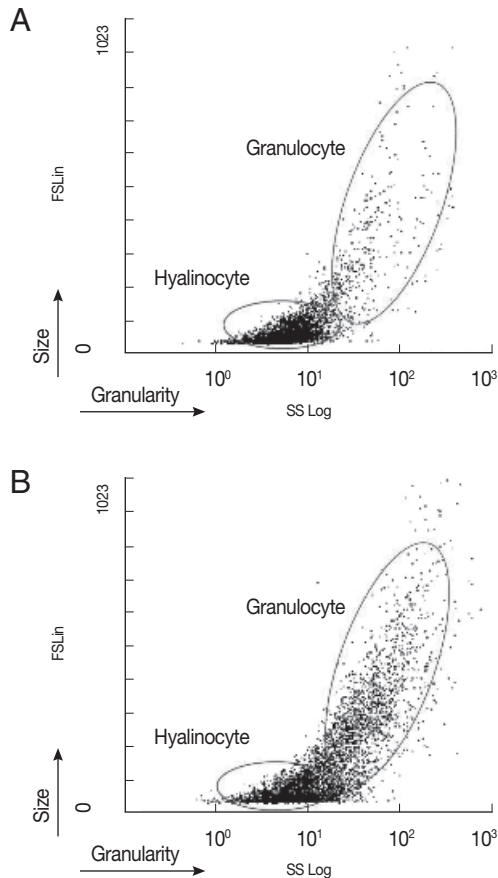 A
1023
FSLin
Granulocyte
Hyalinocyte
Size
0
10⁰ 10¹ 10² 10³
Granularity
SS Log
B
1023
FSLin
Granulocyte
Hyalinocyte
Size
0
10⁰ 10¹ 10² 10³
Granularity
SS Log